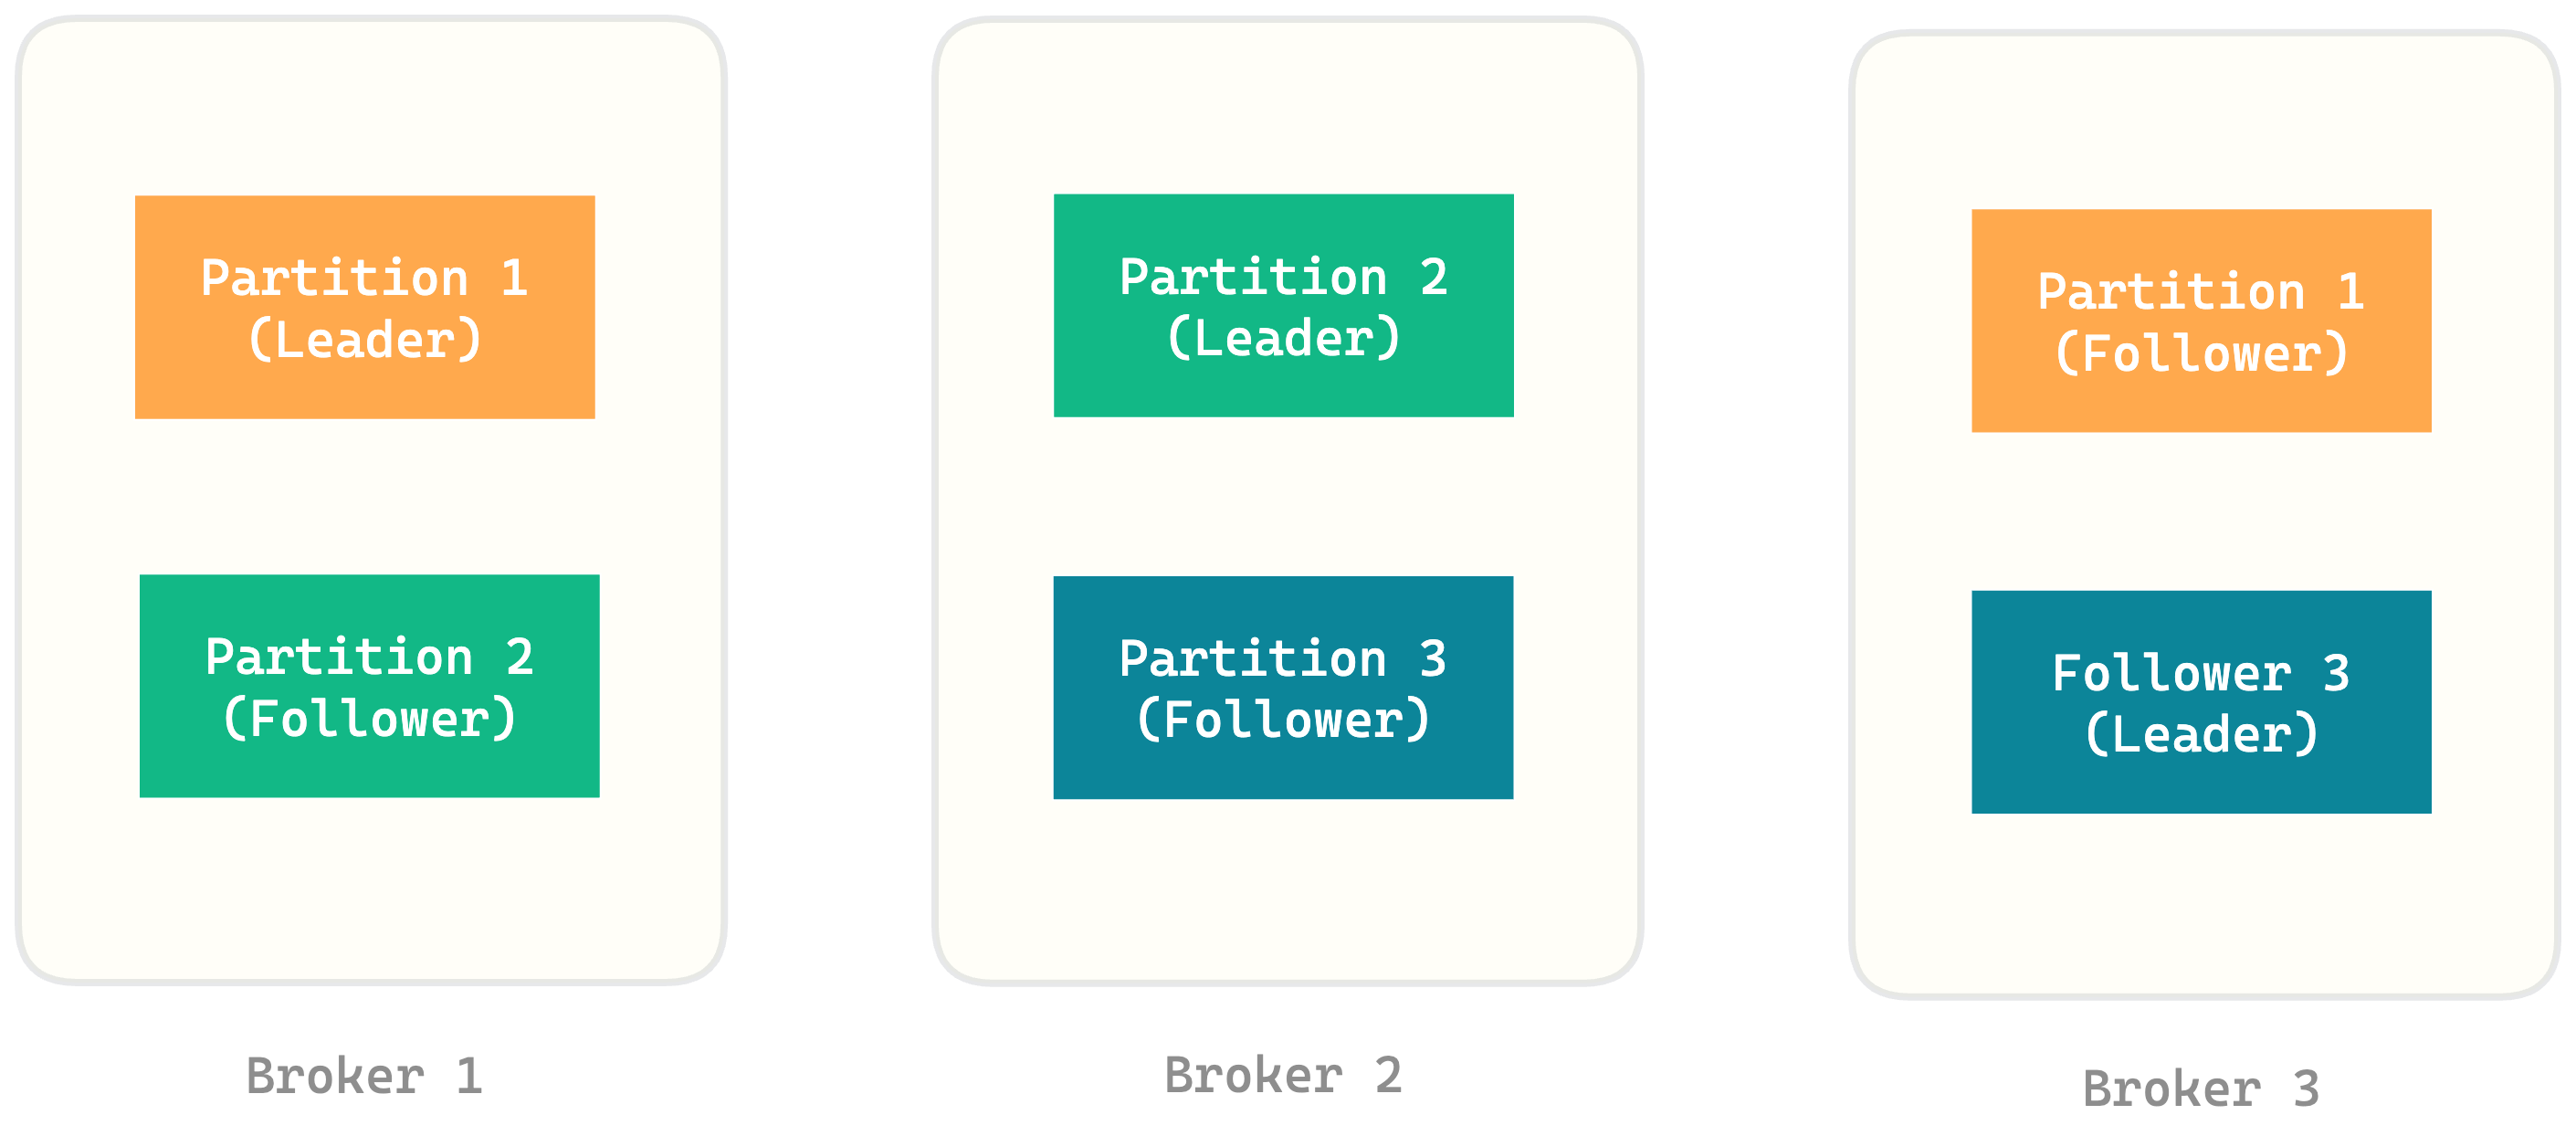 Partition 1
(Leader)
Partition 2
(Follower)
Broker 1
Partition 2
(Leader)
Partition 3
(Follower)
Broker 2
Partition 1
(Follower)
Follower 3
(Leader)
Broker 3